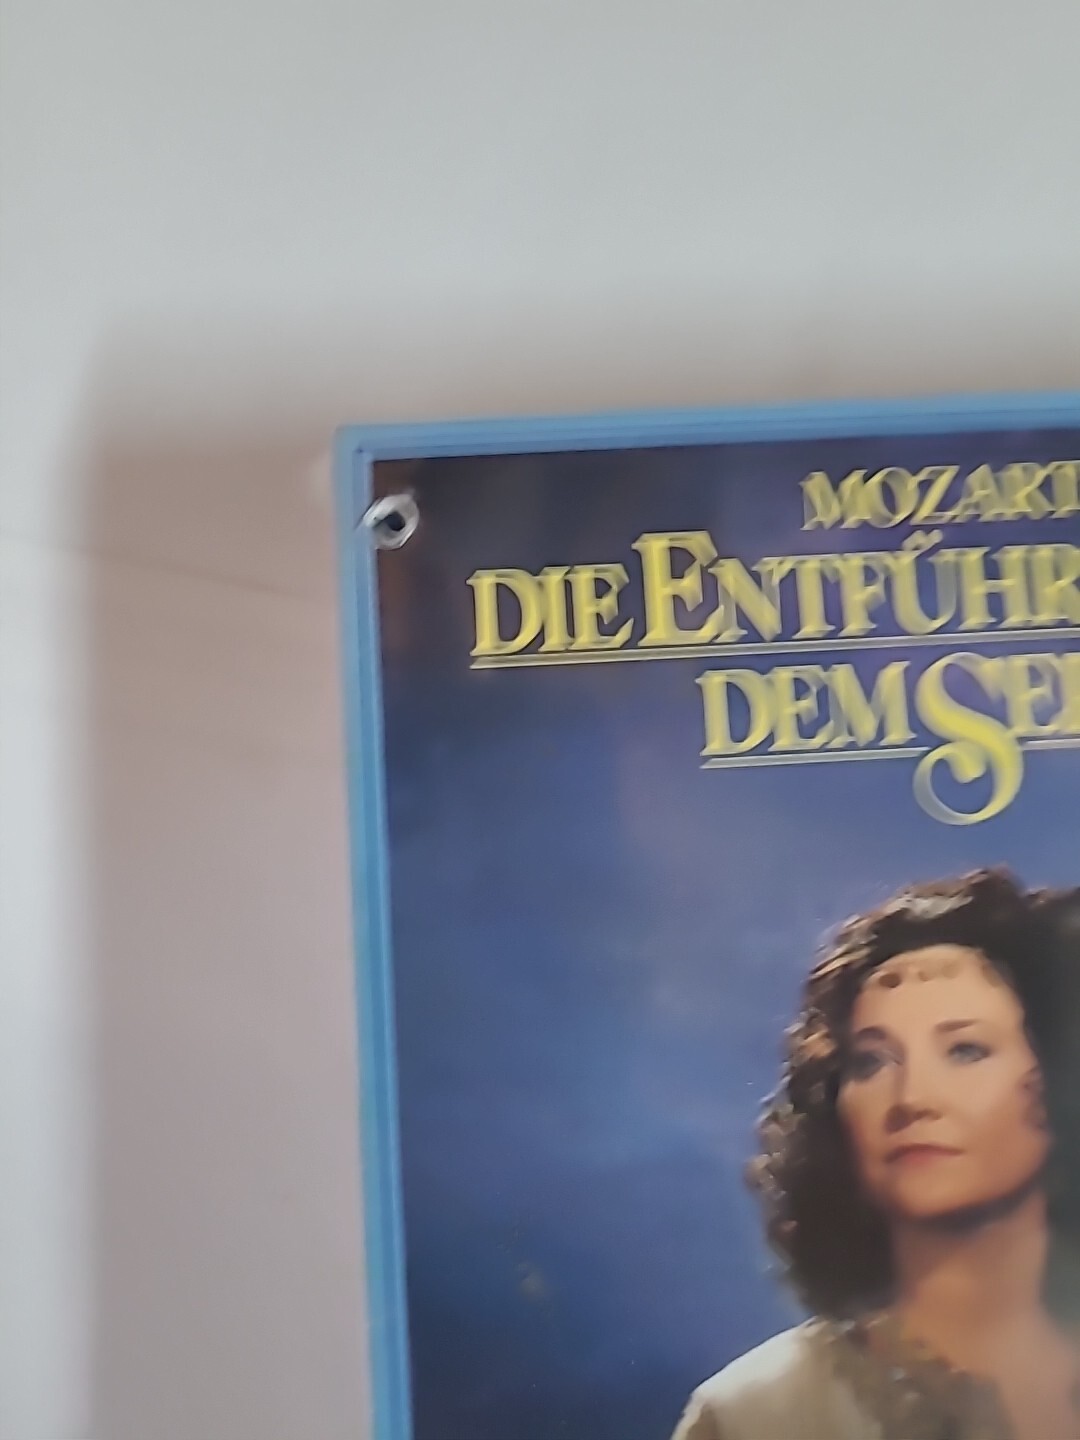 MOZART
DIE ENTFÜHR
DEM SE